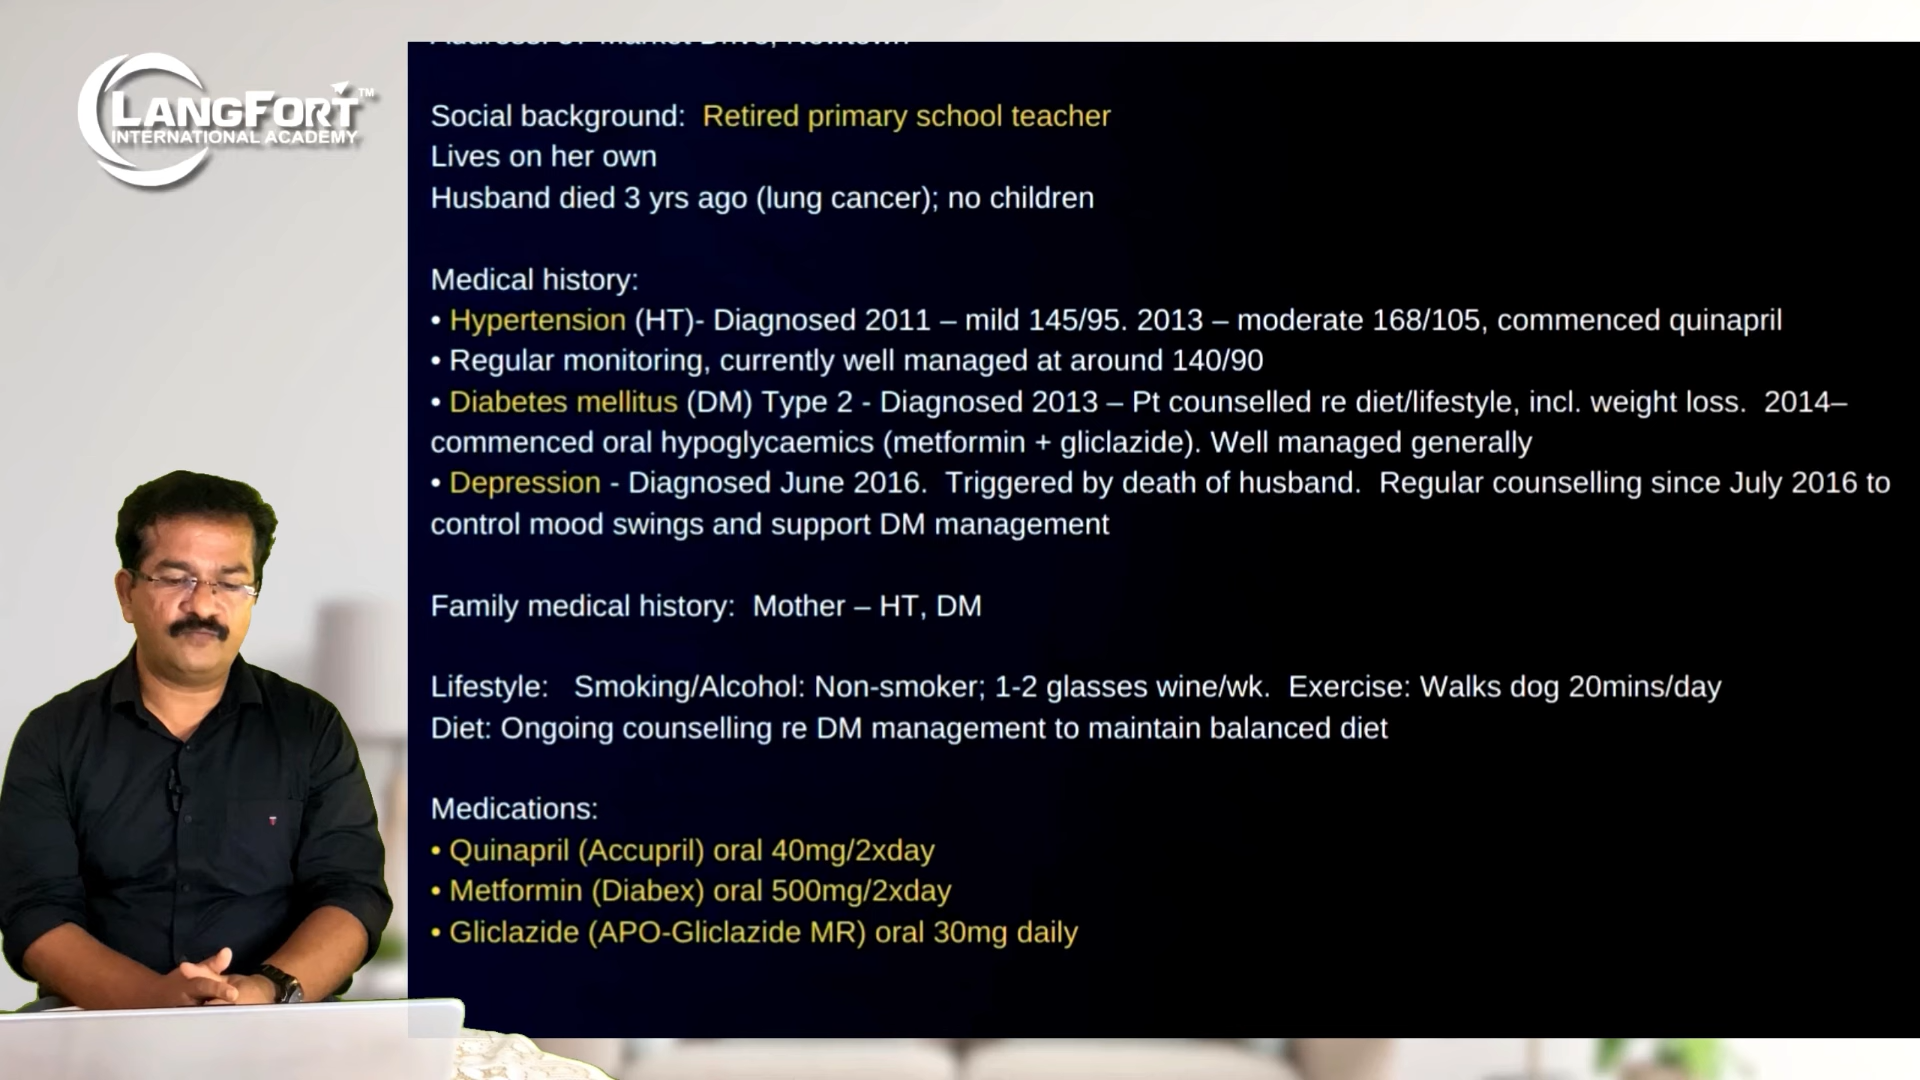 LANGFORT TM
INTERNATIONAL ACADEMY
Social background: Retired primary school teacher
Lives on her own
Husband died 3 yrs ago (lung cancer); no children
Medical history:
• Hypertension (HT)- Diagnosed 2011 – mild 145/95. 2013 – moderate 168/105, commenced quinapril
• Regular monitoring, currently well managed at around 140/90
• Diabetes mellitus (DM) Type 2 - Diagnosed 2013 – Pt counselled re diet/lifestyle, incl. weight loss. 2014–
commenced oral hypoglycaemics (metformin + gliclazide). Well managed generally
• Depression - Diagnosed June 2016. Triggered by death of husband. Regular counselling since July 2016 to
control mood swings and support DM management
Family medical history: Mother – HT, DM
Lifestyle: Smoking/Alcohol: Non-smoker; 1-2 glasses wine/wk. Exercise: Walks dog 20mins/day
Diet: Ongoing counselling re DM management to maintain balanced diet
Medications:
• Quinapril (Accupril) oral 40mg/2xday
• Metformin (Diabex) oral 500mg/2xday
• Gliclazide (APO-Gliclazide MR) oral 30mg daily